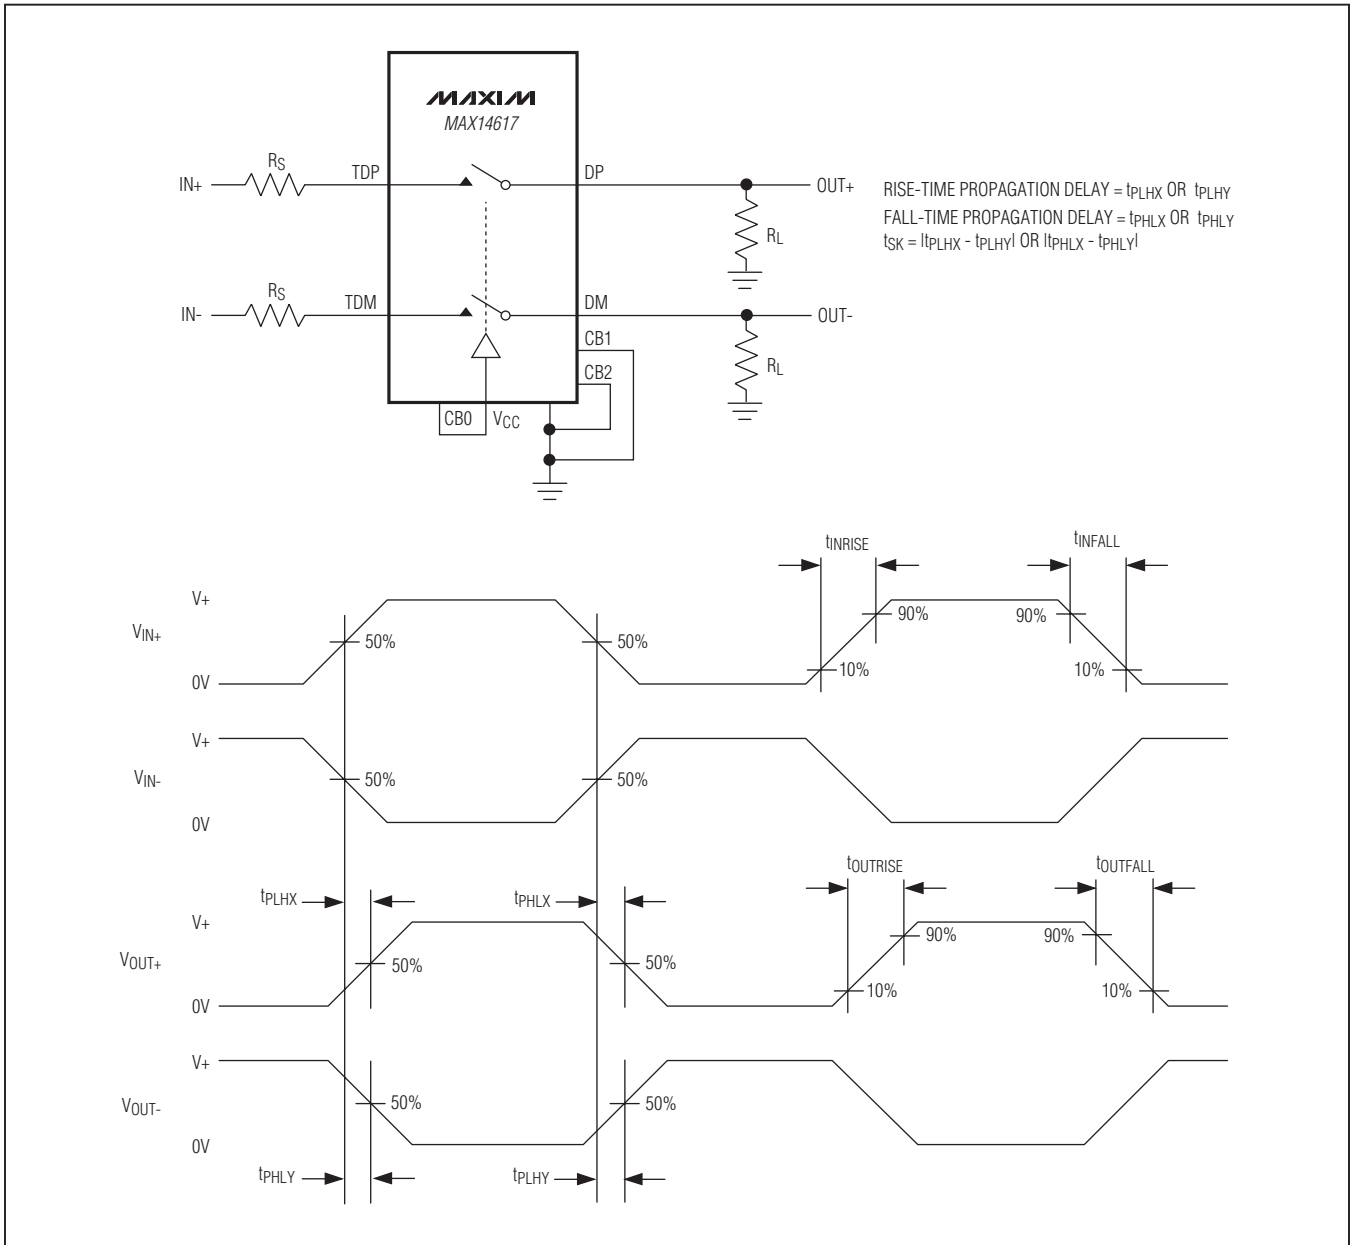 MAXIM
MAX14617
IN+ RS TDP DP OUT+
RL
RISE-TIME PROPAGATION DELAY = tPLHX OR tPLHY
FALL-TIME PROPAGATION DELAY = tPHLX OR tPHLY
tSK = |tPLHX - tPLHY| OR |tPHLX - tPHLY|
IN- RS TDM DM OUT-
CB1
CB2
RL
CB0 VCC
tINRISE tINFALL
V+
VIN+
0V
50% 50% 90% 90%
10% 10%
V+
VIN-
0V
50% 50%
tOUTRISE tOUTFALL
tPLHX tPHLX
V+
VOUT+
0V
50% 50% 90% 90%
10% 10%
V+
VOUT-
0V
50% 50%
tPHLY tPLHY